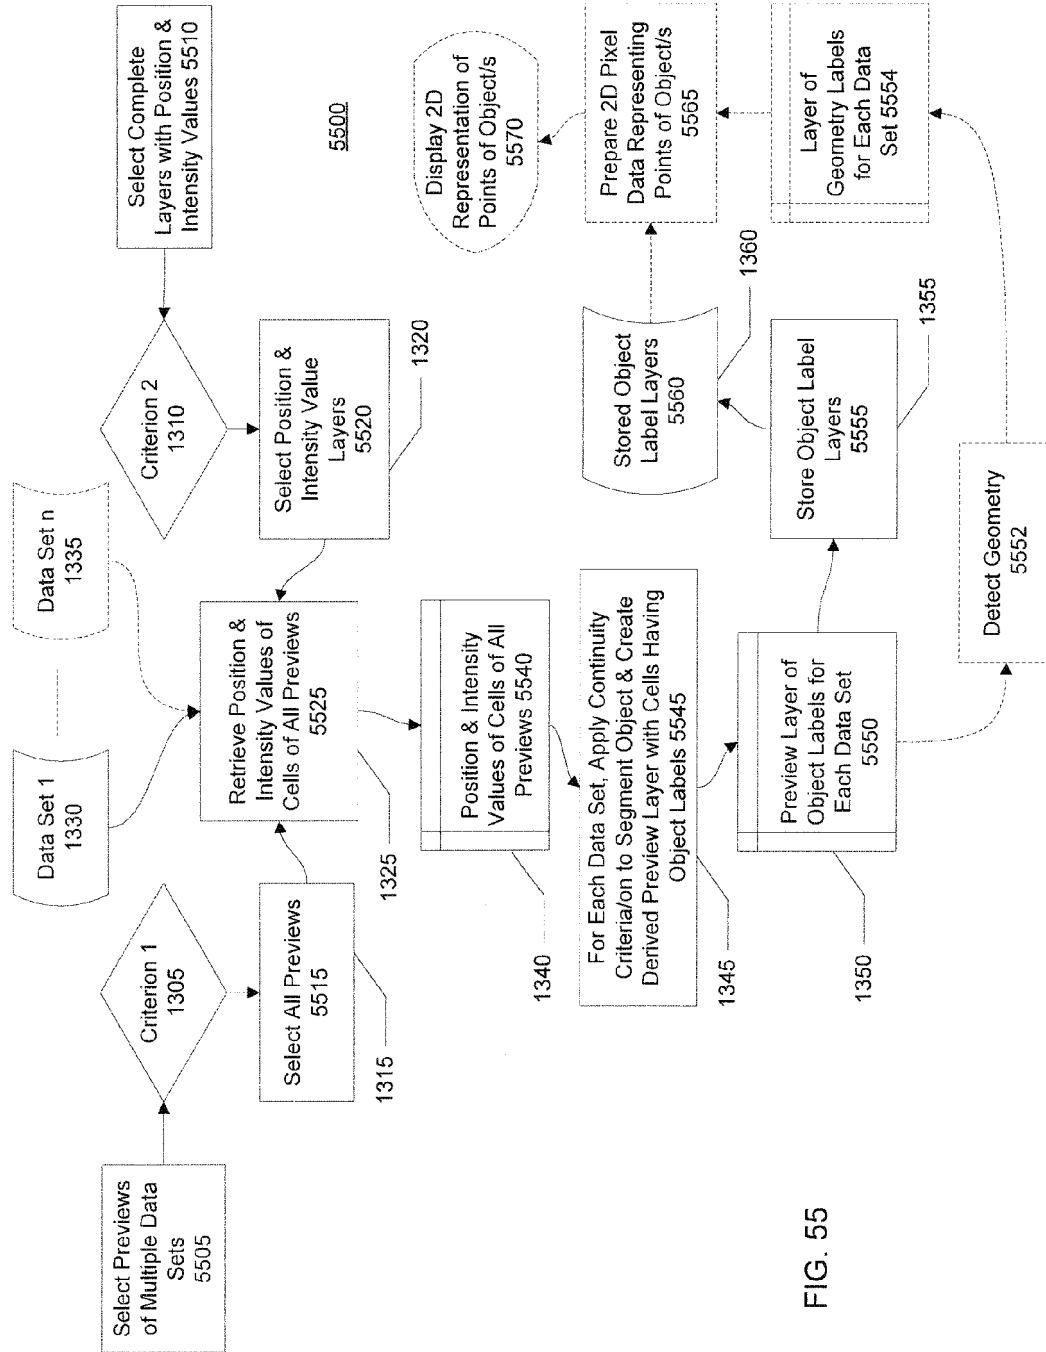 Select Previews
of Multiple Data
Sets
5505
Criterion 1
1305
Select All Previews
5515
1315
Data Set 1
1330
Data Set n
1335
Select Complete
Layers with Position &
Intensity Values 5510
Criterion 2
1310
Select Position &
Intensity Value
Layers
5520
1320
5500
Retrieve Position &
Intensity Values of
Cells of All Previews
5525
1325
Position & Intensity
Values of Cells of All
Previews 5540
1340
For Each Data Set, Apply Continuity
Criteria/on to Segment Object & Create
Derived Preview Layer with Cells Having
Object Labels 5545
1345
Preview Layer of
Object Labels for
Each Data Set
5550
1350
Store Object Label
Layers
5555
1355
Stored Object
Label Layers
5560
1360
Detect Geometry
5552
Layer of
Geometry Labels
for Each Data
Set 5554
Prepare 2D Pixel
Data Representing
Points of Object/s
5565
Display 2D
Representation of
Points of Object/s
5570
FIG. 55